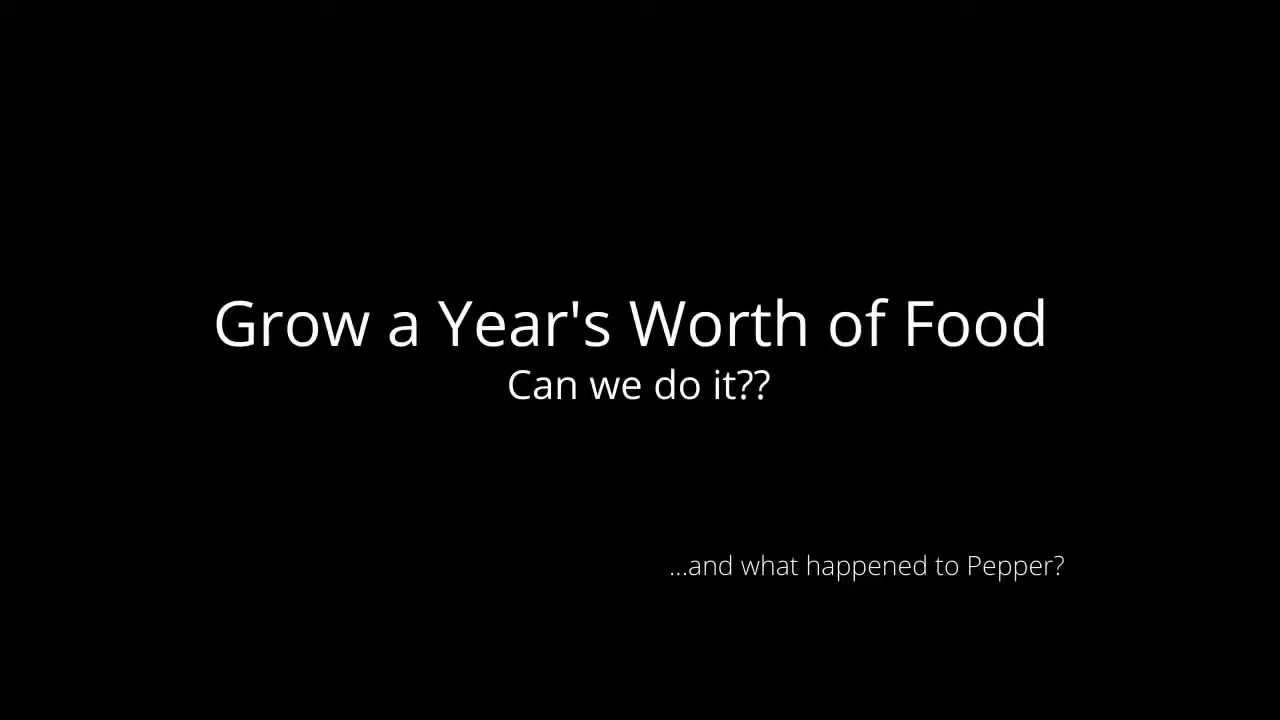 Grow a Year's Worth of Food
Can we do it??
...and what happened to Pepper?